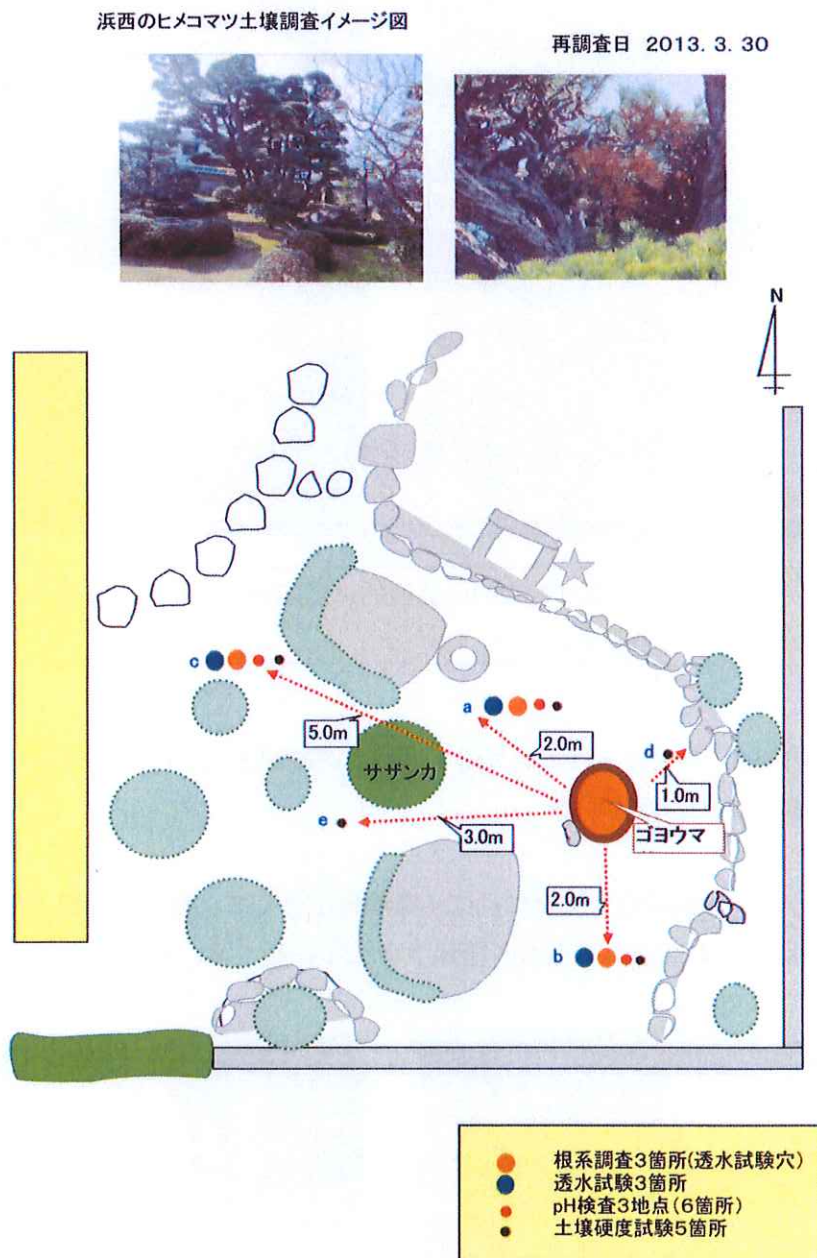 浜西のヒメコマツ土壌調査イメージ図
再調査日 2013. 3. 30
N
c
a
5.0m
2.0m
d
サザンカ
1.0m
e
3.0m
ゴヨウマ
2.0m
b
根系調査3箇所(透水試験穴)
透水試験3箇所
pH検査3地点(6箇所)
土壌硬度試験5箇所